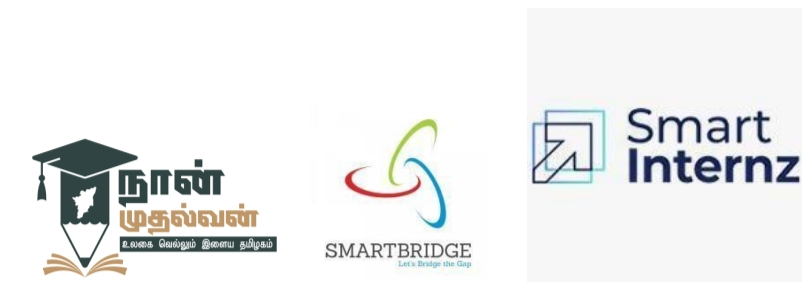 நான்
முதல்வன்
உலகை வெல்லும் இளைய தமிழகம்
SMARTBRIDGE
Let's Bridge the Gap
Smart
Internz